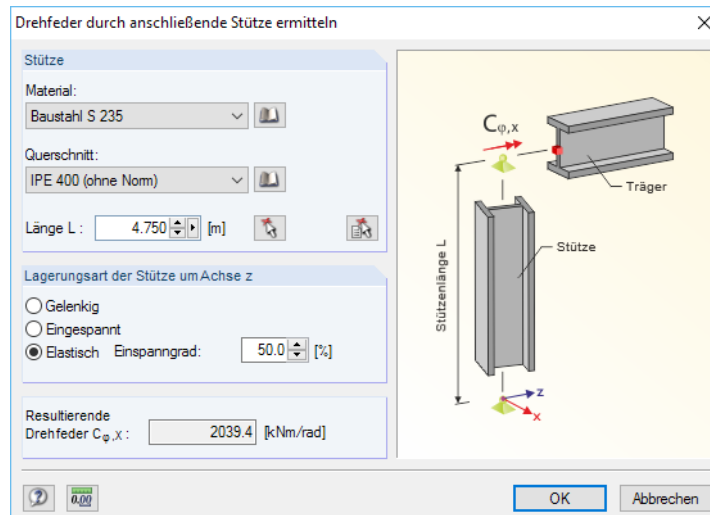 Drehfeder durch anschließende Stütze ermitteln
Stütze
Material:
Baustahl S 235
Querschnitt:
IPE 400 (ohne Norm)
Länge L : 4.750 [m]
Lagerungsart der Stütze um Achse z
Gelenkig
Eingespannt
Elastisch Einspanngrad: 50.0 [%]
Resultierende
Drehfeder Cφ,X : 2039.4 [kNm/rad]
Cφ,x
Träger
Stütze
Stützenlänge L
z
x
0.00
OK Abbrechen